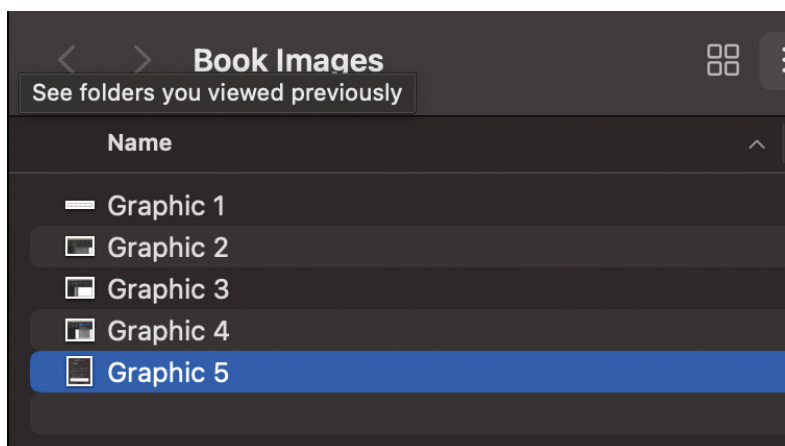 Book Images
See folders you viewed previously
Name
Graphic 1
Graphic 2
Graphic 3
Graphic 4
Graphic 5